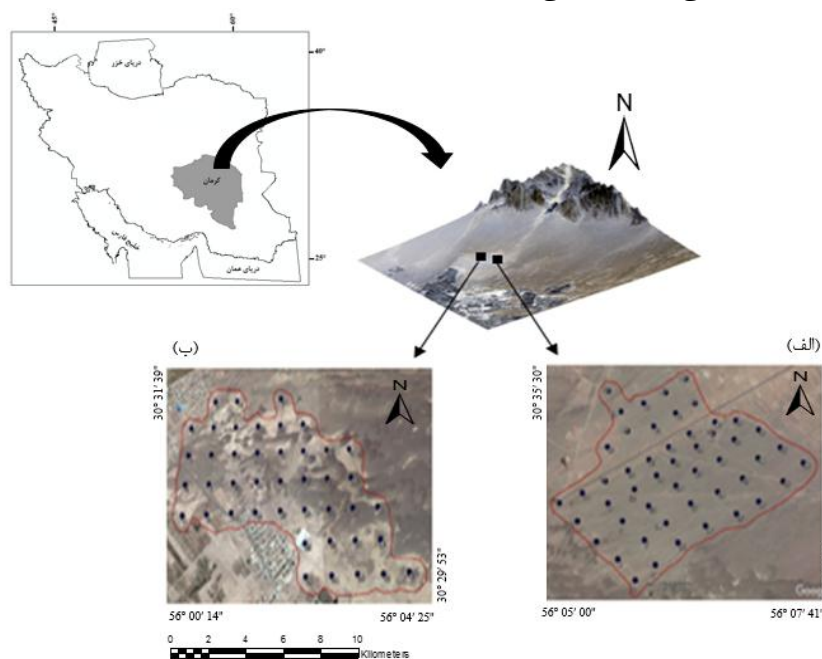 45°
60°
40°
دریای خزر
کرمان
خلیج فارس
دریای عمان
25°
N
(ب)
(الف)
30° 31' 39"
N
30° 29' 53"
56° 00' 14"
56° 04' 25"
30° 35' 30"
N
56° 05' 00"
56° 07' 41"
0 2 4 6 8 10
Kilometers